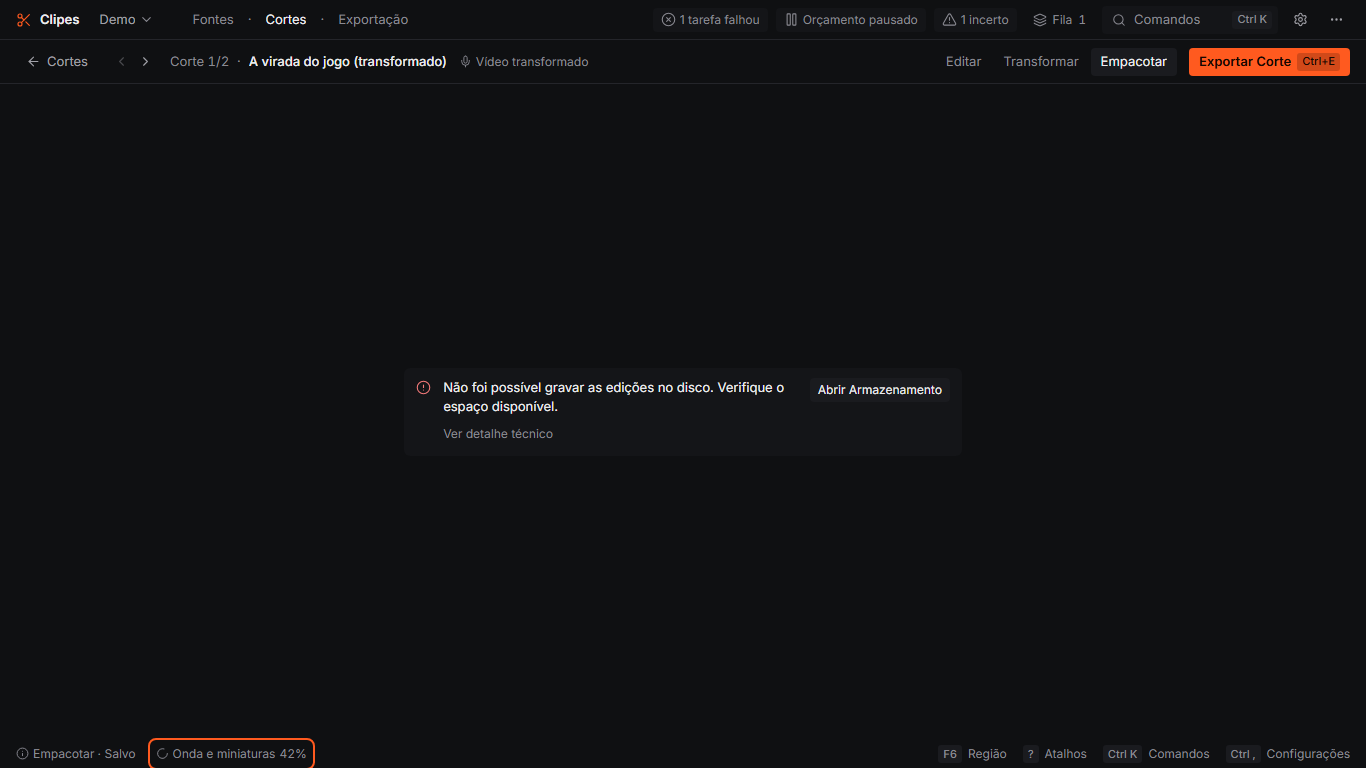 Clipes Demo Fontes · Cortes · Exportação 1 tarefa falhou Orçamento pausado 1 incerto Fila 1 Comandos Ctrl K
Cortes Corte 1/2 · A virada do jogo (transformado) Vídeo transformado Editar Transformar Empacotar Exportar Corte Ctrl+E
Não foi possível gravar as edições no disco. Verifique o
espaço disponível.
Abrir Armazenamento
Ver detalhe técnico
Empacotar · Salvo Onda e miniaturas 42% F6 Região ? Atalhos Ctrl K Comandos Ctrl , Configurações